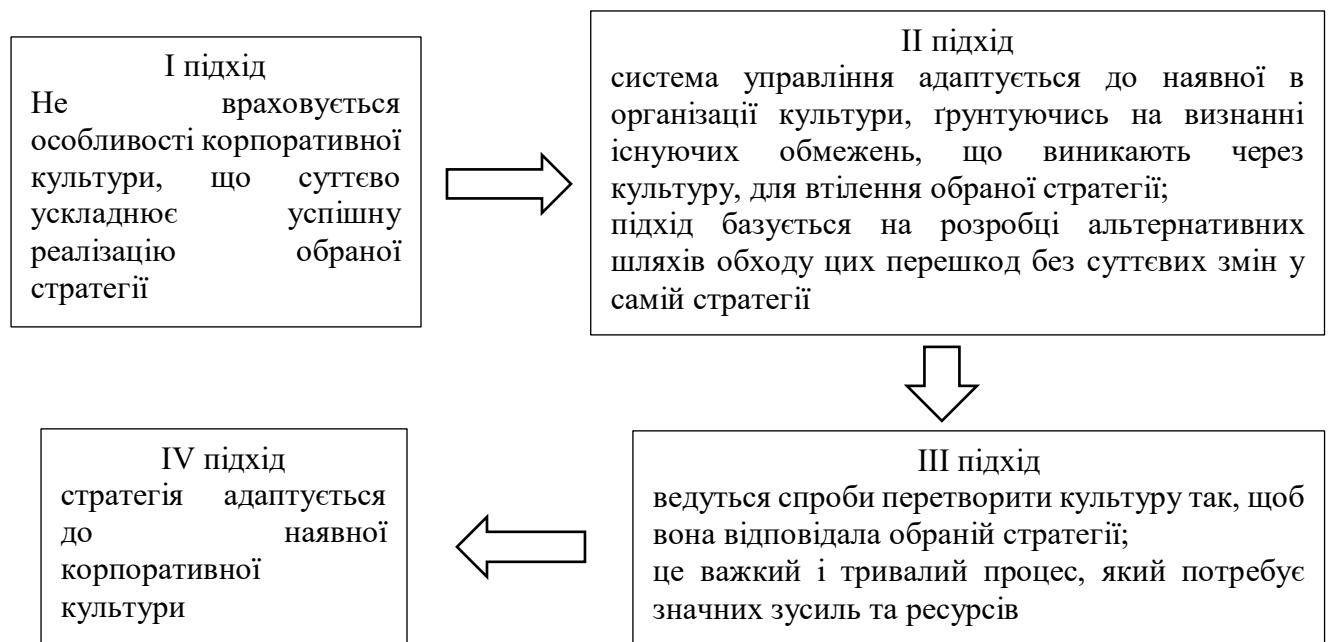 І підхід
Не враховується
особливості корпоративної
культури, що суттєво
ускладнює успішну
реалізацію обраної
стратегії
ІІ підхід
система управління адаптується до наявної в
організації культури, ґрунтуючись на визнанні
існуючих обмежень, що виникають через
культуру, для втілення обраної стратегії;
підхід базується на розробці альтернативних
шляхів обходу цих перешкод без суттєвих змін у
самій стратегії
ІІІ підхід
ведуться спроби перетворити культуру так, щоб
вона відповідала обраній стратегії;
це важкий і тривалий процес, який потребує
значних зусиль та ресурсів
IV підхід
стратегія адаптується
до наявної
корпоративної
культури